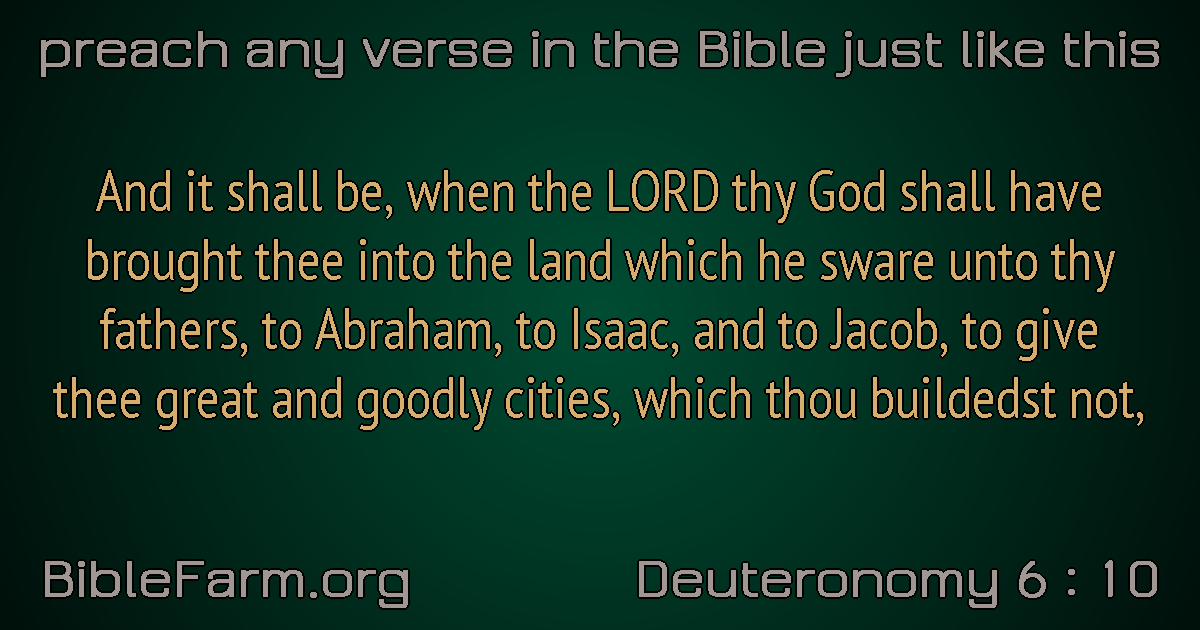 preach any verse in the Bible just like this
And it shall be, when the LORD thy God shall have
brought thee into the land which he sware unto thy
fathers, to Abraham, to Isaac, and to Jacob, to give
thee great and goodly cities, which thou buildedst not,
BibleFarm.org
Deuteronomy 6 : 10